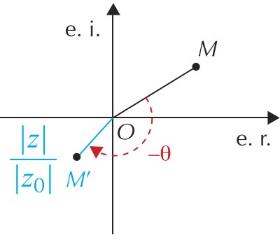 e. i.
M
O
e. r.
|z|
|z₀|
M'
–θ